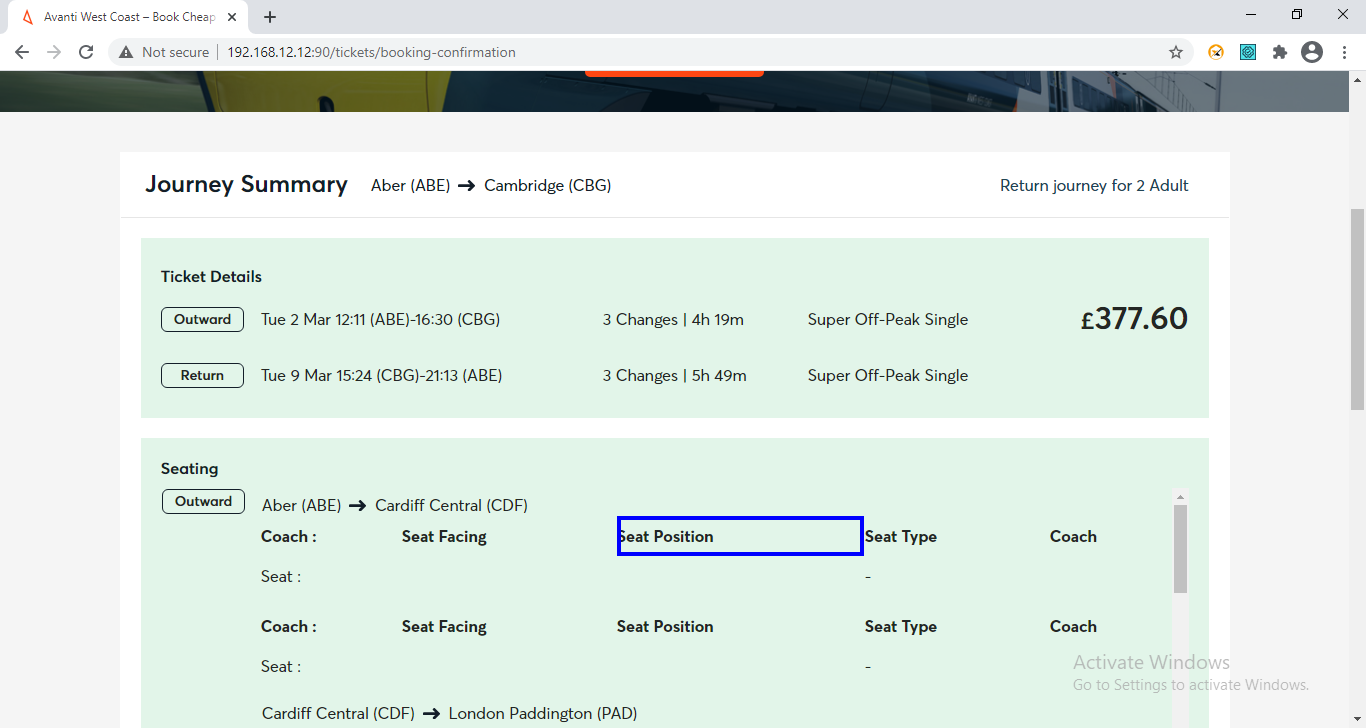 Avanti West Coast – Book Cheap
Not secure
192.168.12.12:90/tickets/booking-confirmation
Journey Summary Aber (ABE) → Cambridge (CBG) Return journey for 2 Adult
Ticket Details
Outward Tue 2 Mar 12:11 (ABE)-16:30 (CBG) 3 Changes | 4h 19m Super Off-Peak Single £377.60
Return Tue 9 Mar 15:24 (CBG)-21:13 (ABE) 3 Changes | 5h 49m Super Off-Peak Single
Seating
Outward Aber (ABE) → Cardiff Central (CDF)
Coach : Seat Facing Seat Position Seat Type Coach
Seat : -
Coach : Seat Facing Seat Position Seat Type Coach
Seat : -
Activate Windows
Go to Settings to activate Windows.
Cardiff Central (CDF) → London Paddington (PAD)